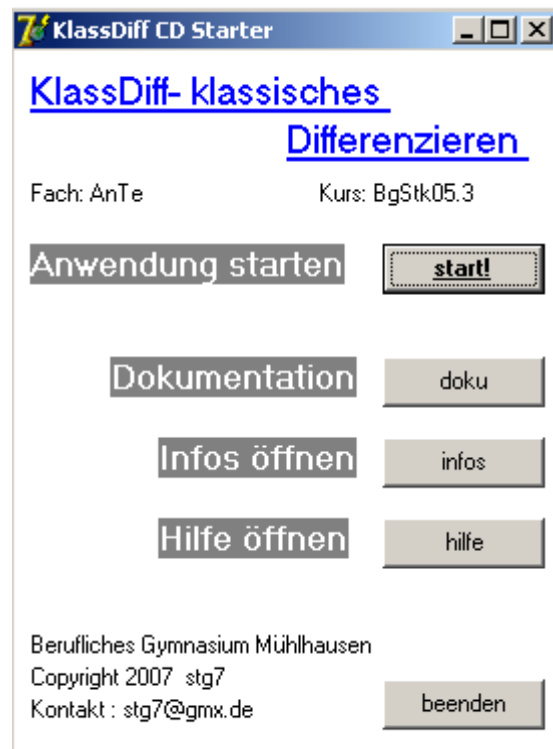 KlassDiff CD Starter
KlassDiff- klassisches
Differenzieren
Fach: AnTe Kurs: BgStk05.3
Anwendung starten start!
Dokumentation doku
Infos öffnen infos
Hilfe öffnen hilfe
Berufliches Gymnasium Mühlhausen
Copyright 2007 stg7
Kontakt : stg7@gmx.de beenden